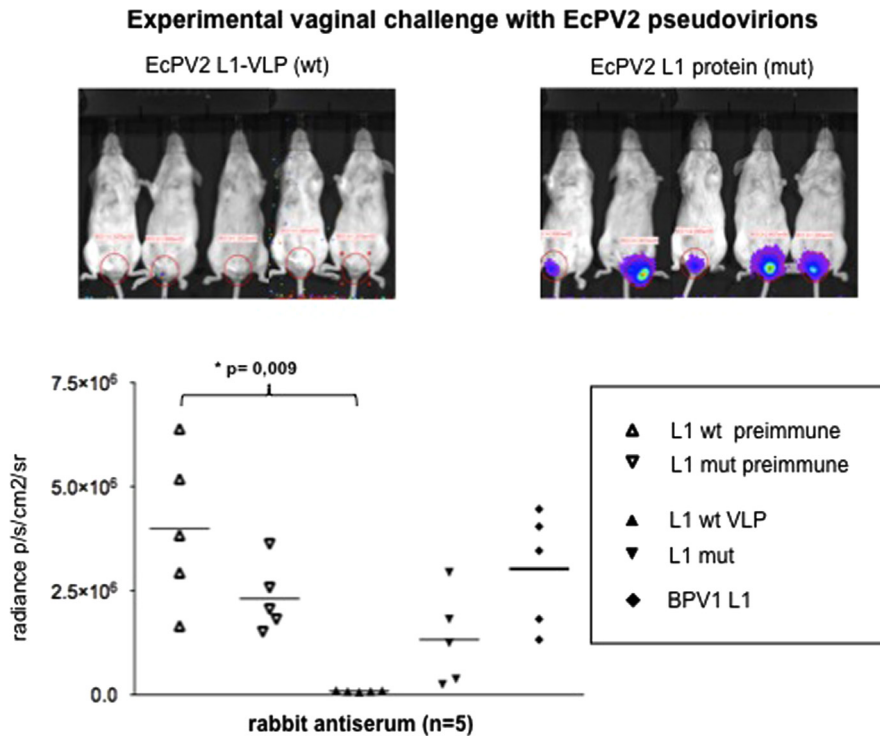 Experimental vaginal challenge with EcPV2 pseudovirions
EcPV2 L1-VLP (wt)
EcPV2 L1 protein (mut)
* p= 0,009
7.5×10⁶
5.0×10⁶
2.5×10⁶
0.0
radiance p/s/cm2/sr
rabbit antiserum (n=5)
L1 wt preimmune
L1 mut preimmune
L1 wt VLP
L1 mut
BPV1 L1